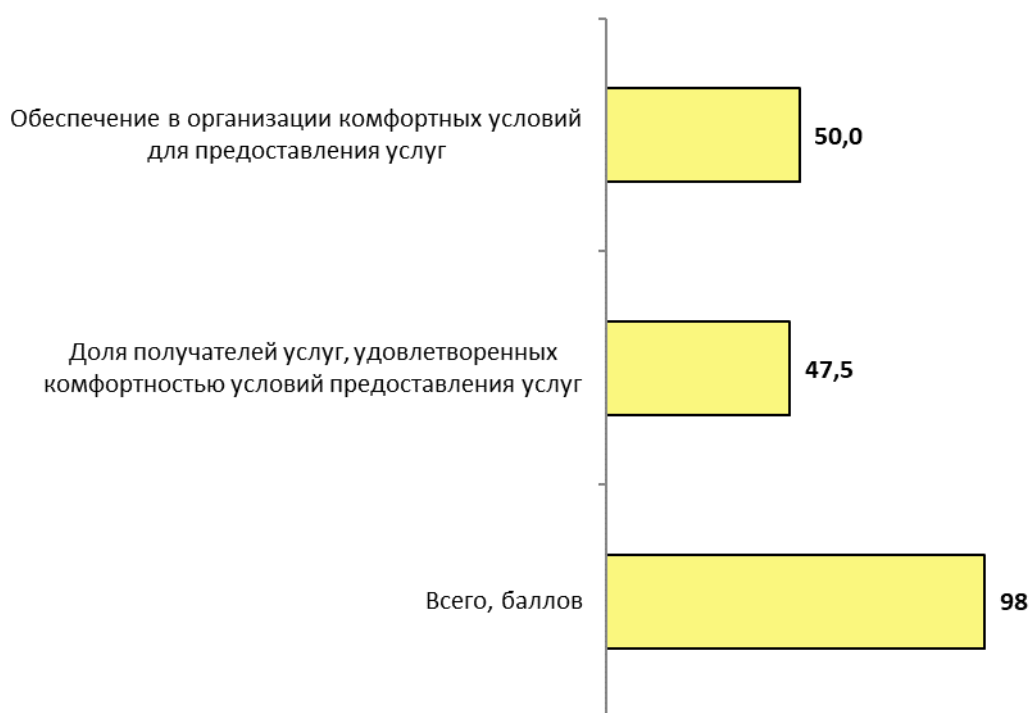 Обеспечение в организации комфортных условий
для предоставления услуг
50,0
Доля получателей услуг, удовлетворенных
комфортностью условий предоставления услуг
47,5
Всего, баллов
98